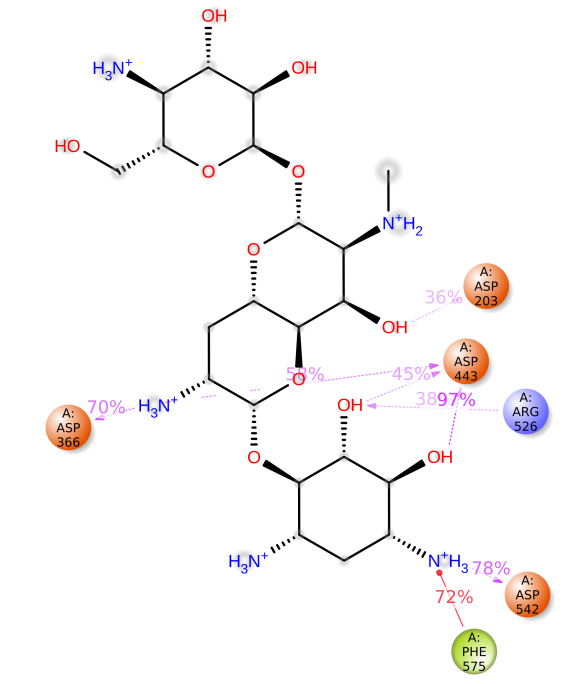 OH
H3N+
OH
HO
O
O
N+H2
O
A:
ASP
203
36%
OH
A:
ASP
443
58%
45%
O
H3N+
70%
A:
ASP
366
OH
38
97%
A:
ARG
526
O
OH
H3N+
N+H3
78%
A:
ASP
542
72%
A:
PHE
575